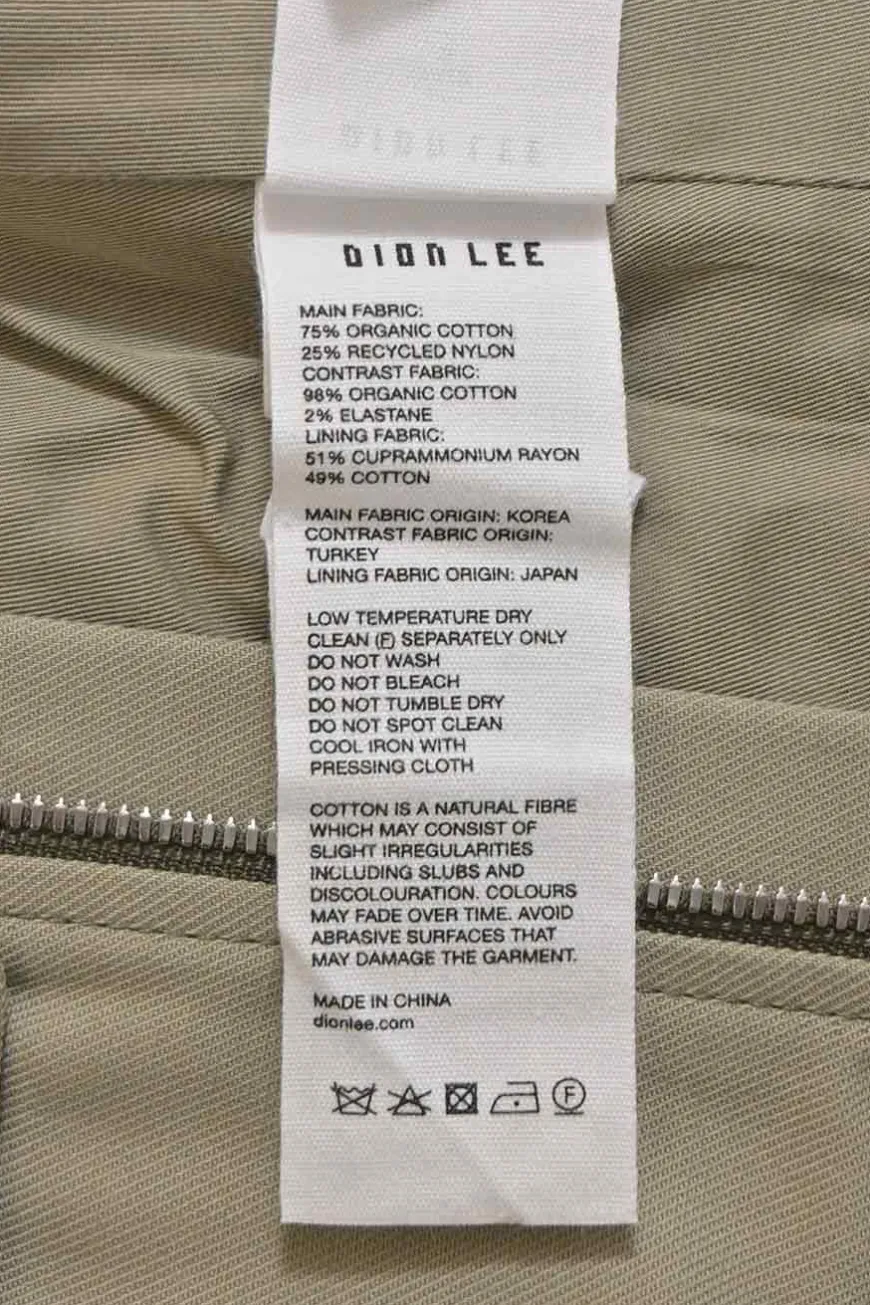 DION LEE
DION LEE
MAIN FABRIC:
75% ORGANIC COTTON
25% RECYCLED NYLON
CONTRAST FABRIC:
98% ORGANIC COTTON
2% ELASTANE
LINING FABRIC:
51% CUPRAMMONIUM RAYON
49% COTTON
MAIN FABRIC ORIGIN: KOREA
CONTRAST FABRIC ORIGIN:
TURKEY
LINING FABRIC ORIGIN: JAPAN
LOW TEMPERATURE DRY
CLEAN (F) SEPARATELY ONLY
DO NOT WASH
DO NOT BLEACH
DO NOT TUMBLE DRY
DO NOT SPOT CLEAN
COOL IRON WITH
PRESSING CLOTH
COTTON IS A NATURAL FIBRE
WHICH MAY CONSIST OF
SLIGHT IRREGULARITIES
INCLUDING SLUBS AND
DISCOLOURATION. COLOURS
MAY FADE OVER TIME. AVOID
ABRASIVE SURFACES THAT
MAY DAMAGE THE GARMENT.
MADE IN CHINA
dionlee.com
F